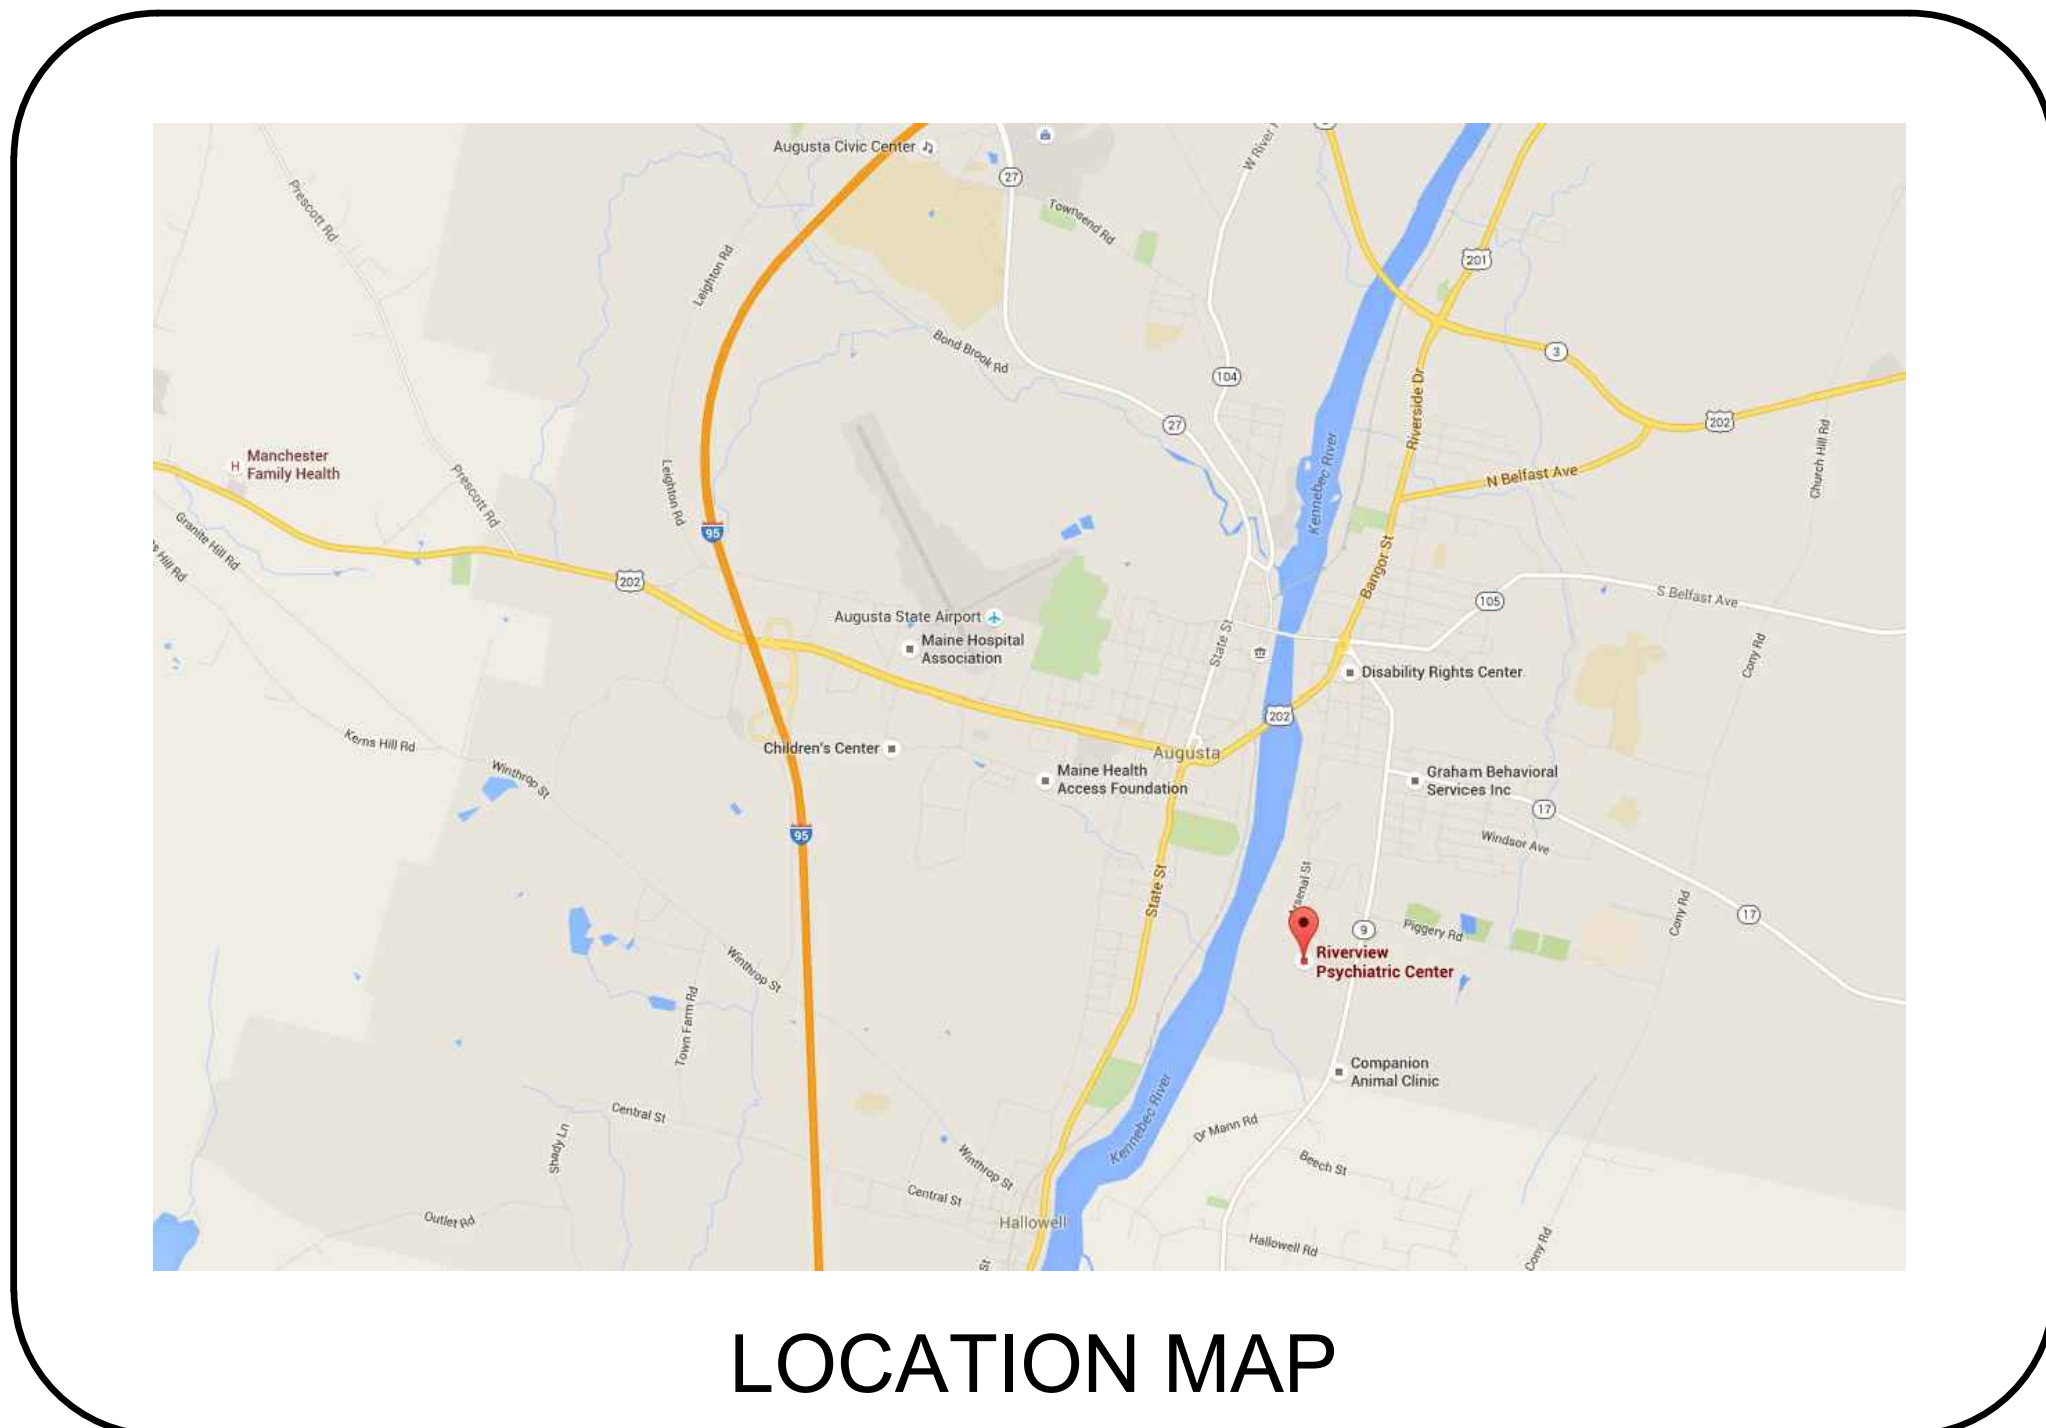 Augusta Civic Center
27
W River
Townsend Rd
Prescott Rd
Leighton Rd
201
Bond Brook Rd
3
104
Riverside Dr
27
202
Church Hill Rd
Manchester
Family Health
Kennebec River
N Belfast Ave
Prescott Rd
Leighton Rd
Granite Hill Rd
Hill Rd
95
Bangor St
202
105
S Belfast Ave
Augusta State Airport
Maine Hospital
Association
State St
Cony Rd
Disability Rights Center
202
Kerns Hill Rd
Children's Center
Augusta
Winthrop St
Maine Health
Access Foundation
Graham Behavioral
Services Inc
17
95
Windsor Ave
State St
Arsenal St
Cony Rd
17
9
Piggery Rd
Winthrop St
Riverview
Psychiatric Center
Town Farm Rd
Companion
Animal Clinic
Central St
Kennebec River
Dr Mann Rd
Shady Ln
Winthrop St
Beech St
Central St
Outlet Rd
Hallowell
Hallowell Rd
Cony Rd
St
LOCATION MAP